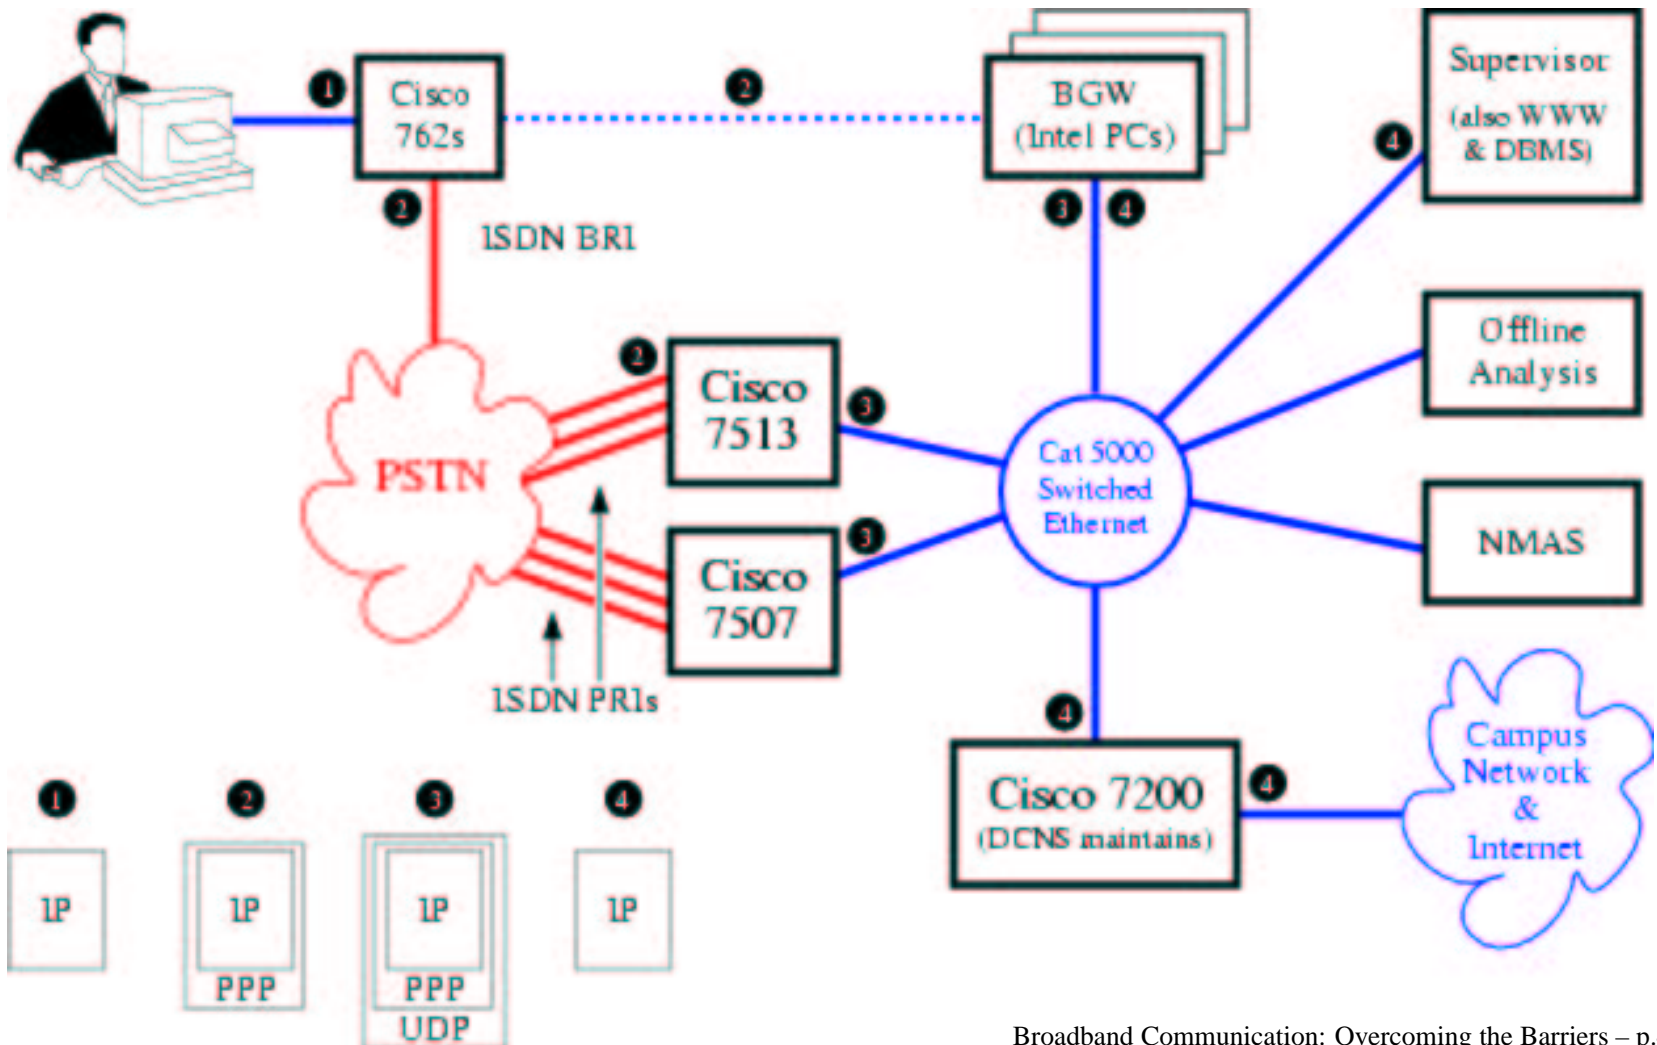 1
Cisco
762s
2
BGW
(Intel PCs)
Supervisor
(also WWW
& DBMS)
4
2
ISDN BRI
3
4
Offline
Analysis
2
Cisco
7513
3
PSTN
Cat 5000
Switched
Ethernet
NMAS
Cisco
7507
3
ISDN PRIs
4
Cisco 7200
(DCNS maintains)
4
Campus
Network
&
Internet
1
2
3
4
IP
IP
PPP
IP
PPP
UDP
IP
Broadband Communication: Overcoming the Barriers – p.